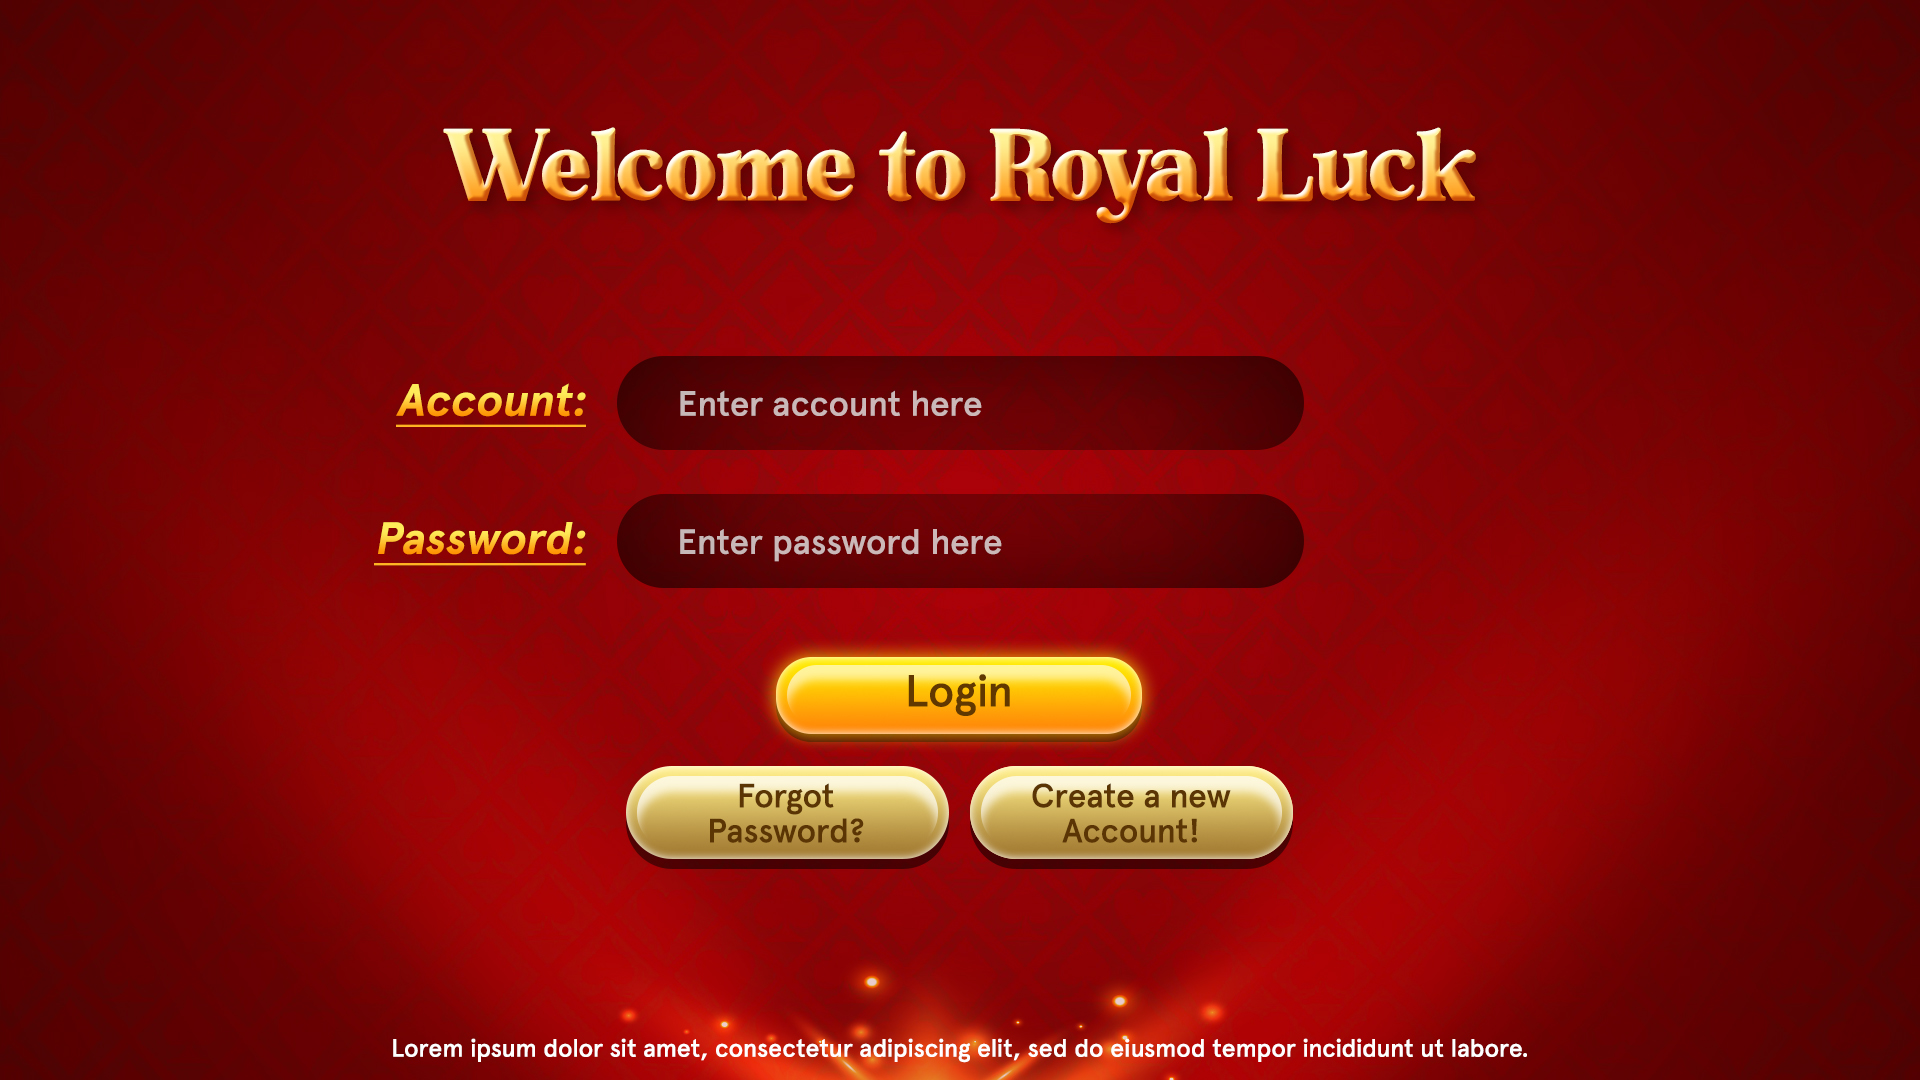 Welcome to Royal Luck
Account:
Enter account here
Password:
Enter password here
Login
Forgot
Password?
Create a new
Account!
Lorem ipsum dolor sit amet, consectetur adipiscing elit, sed do eiusmod tempor incididunt ut labore.